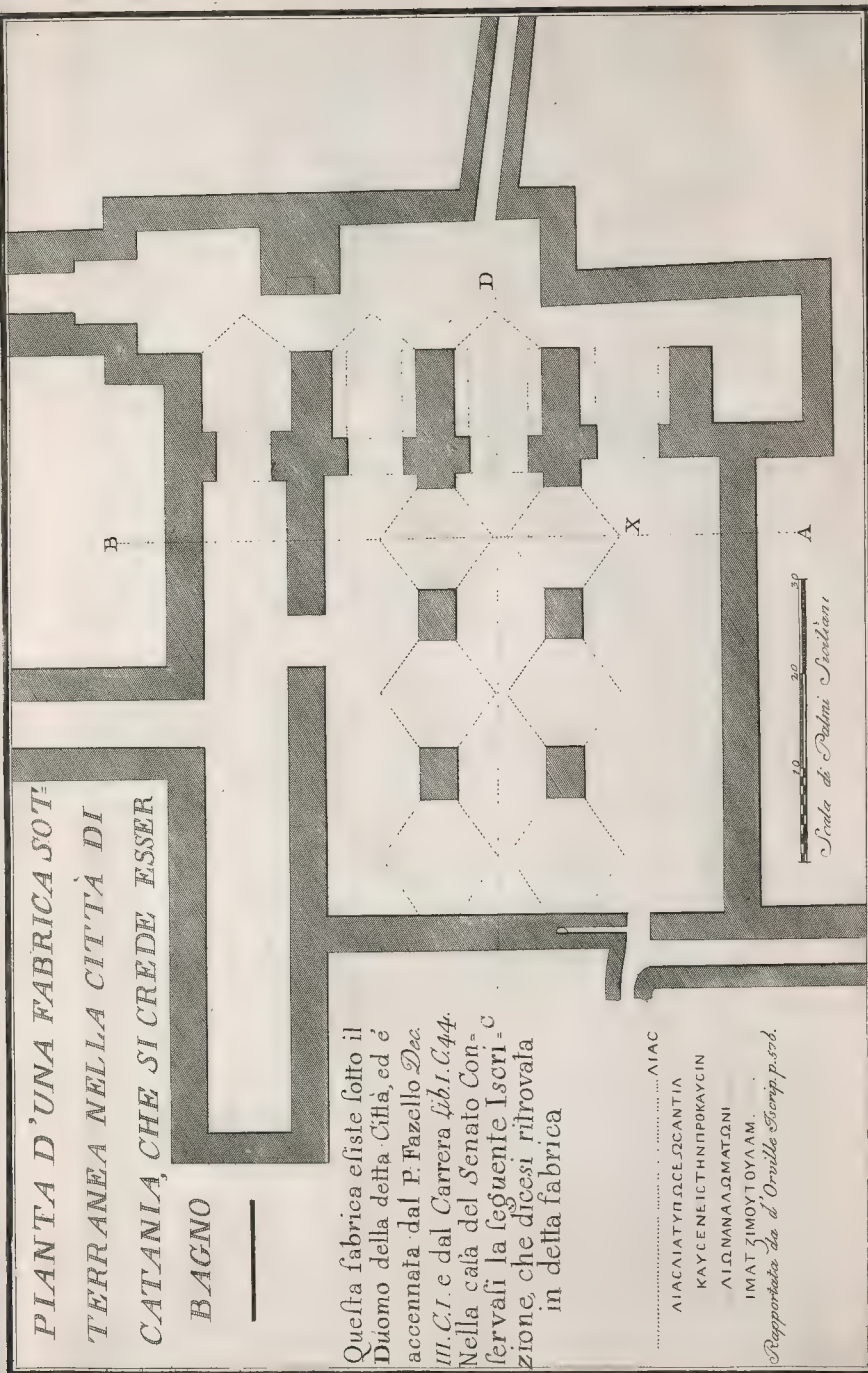 PIANTA D'UNA FABRICA SOT=
TERRANEA NELLA CITTÀ DI
CATANIA, CHE SI CREDE ESSER
BAGNO
Queſta fabrica eſiste ſotto il
Duomo della detta Città, ed é
accennata dal P. Fazello Dec.
III. C. I. e dal Carrera lib. I. C. 44.
Nella caſa del Senato Con=
ſervaſi la ſeguente Iscri=
zione, che dicesi ritrovata
in detta fabrica
ΛΙΑC
ΛΙΑCΛΙΑΤΥΠΩCΕΩCΑΝΤΙΛ
ΚΑΥCΕΝΕΙCΤΗΝΠΡΟΚΑΥCΙΝ
ΛΙΩΝΑΝΑΛΩΜΑΤΩΝΙ
ΙΜΑΤ ΖΙΜΟΥΤΟΥΛΑΜ.
Rapportata da d'Orville Iscrip. p. 576.
B
D
C
X
A
10 20 30
Scala di Palmi Siciliani